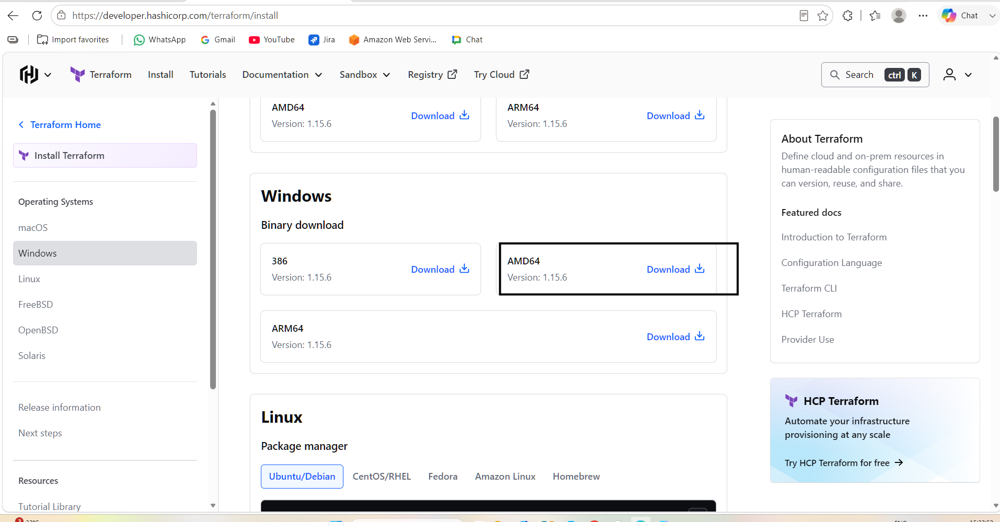 https://developer.hashicorp.com/terraform/install
Chat
Import favorites
WhatsApp
Gmail
YouTube
Jira
Amazon Web Servi...
Chat
Terraform
Install
Tutorials
Documentation
Sandbox
Registry
Try Cloud
Search
ctrl
K
Terraform Home
Install Terraform
Operating Systems
macOS
Windows
Linux
FreeBSD
OpenBSD
Solaris
Release information
Next steps
Resources
Tutorial Library
AMD64
Version: 1.15.6
Download
ARM64
Version: 1.15.6
Download
Windows
Binary download
386
Version: 1.15.6
Download
AMD64
Version: 1.15.6
Download
ARM64
Version: 1.15.6
Download
Linux
Package manager
Ubuntu/Debian
CentOS/RHEL
Fedora
Amazon Linux
Homebrew
About Terraform
Define cloud and on-prem resources in
human-readable configuration files that you
can version, reuse, and share.
Featured docs
Introduction to Terraform
Configuration Language
Terraform CLI
HCP Terraform
Provider Use
HCP Terraform
Automate your infrastructure
provisioning at any scale
Try HCP Terraform for free